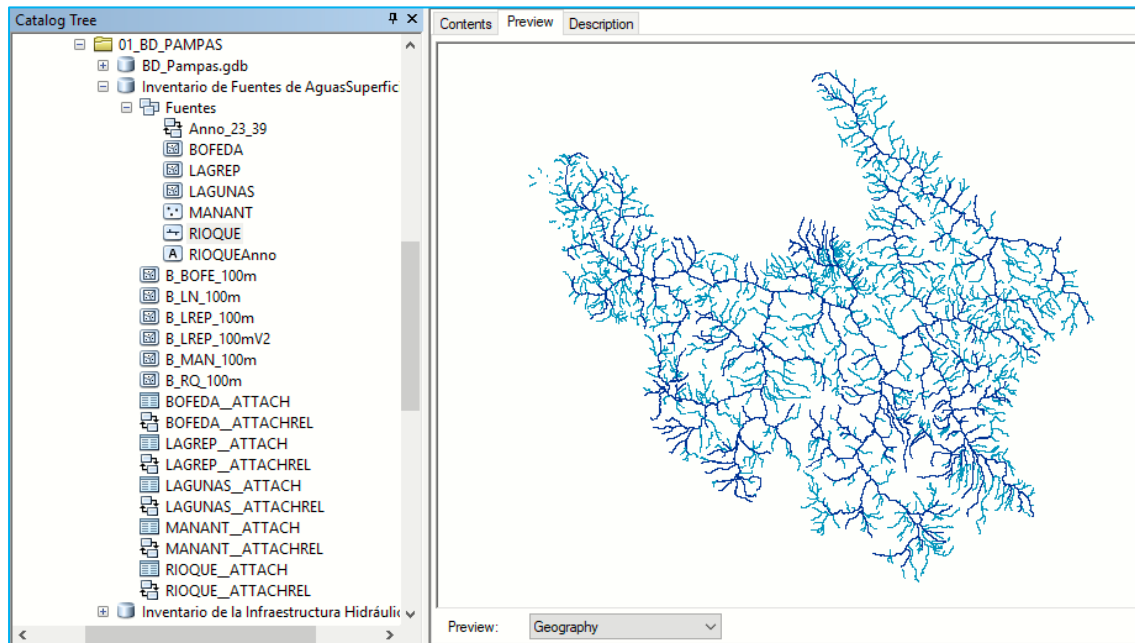 Catalog Tree
01_BD_PAMPAS
BD_Pampas.gdb
Inventario de Fuentes de AguasSuperfic
Fuentes
Anno_23_39
BOFEDA
LAGREP
LAGUNAS
MANANT
RIOQUE
A RIOQUEAnno
B_BOFE_100m
B_LN_100m
B_LREP_100m
B_LREP_100mV2
B_MAN_100m
B_RQ_100m
BOFEDA__ATTACH
BOFEDA__ATTACHREL
LAGREP__ATTACH
LAGREP__ATTACHREL
LAGUNAS__ATTACH
LAGUNAS__ATTACHREL
MANANT__ATTACH
MANANT__ATTACHREL
RIOQUE__ATTACH
RIOQUE__ATTACHREL
Inventario de la Infraestructura Hidráulic
Contents Preview Description
Preview: Geography